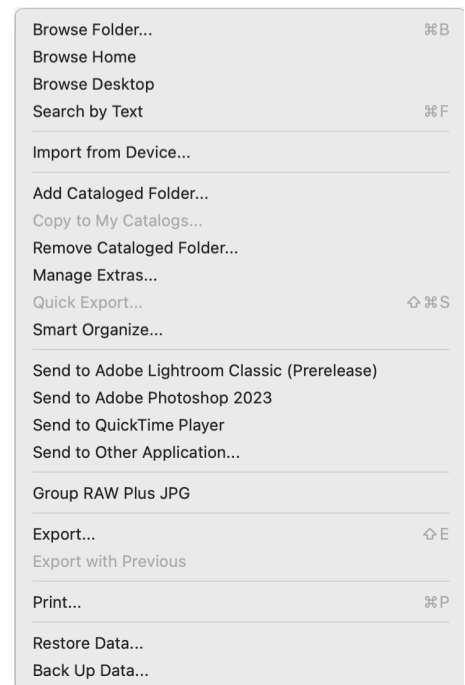 Browse Folder... ⌘B
Browse Home
Browse Desktop
Search by Text ⌘F
Import from Device...
Add Cataloged Folder...
Copy to My Catalogs...
Remove Cataloged Folder...
Manage Extras...
Quick Export... ⇧⌘S
Smart Organize...
Send to Adobe Lightroom Classic (Prerelease)
Send to Adobe Photoshop 2023
Send to QuickTime Player
Send to Other Application...
Group RAW Plus JPG
Export... ⇧E
Export with Previous
Print... ⌘P
Restore Data...
Back Up Data...